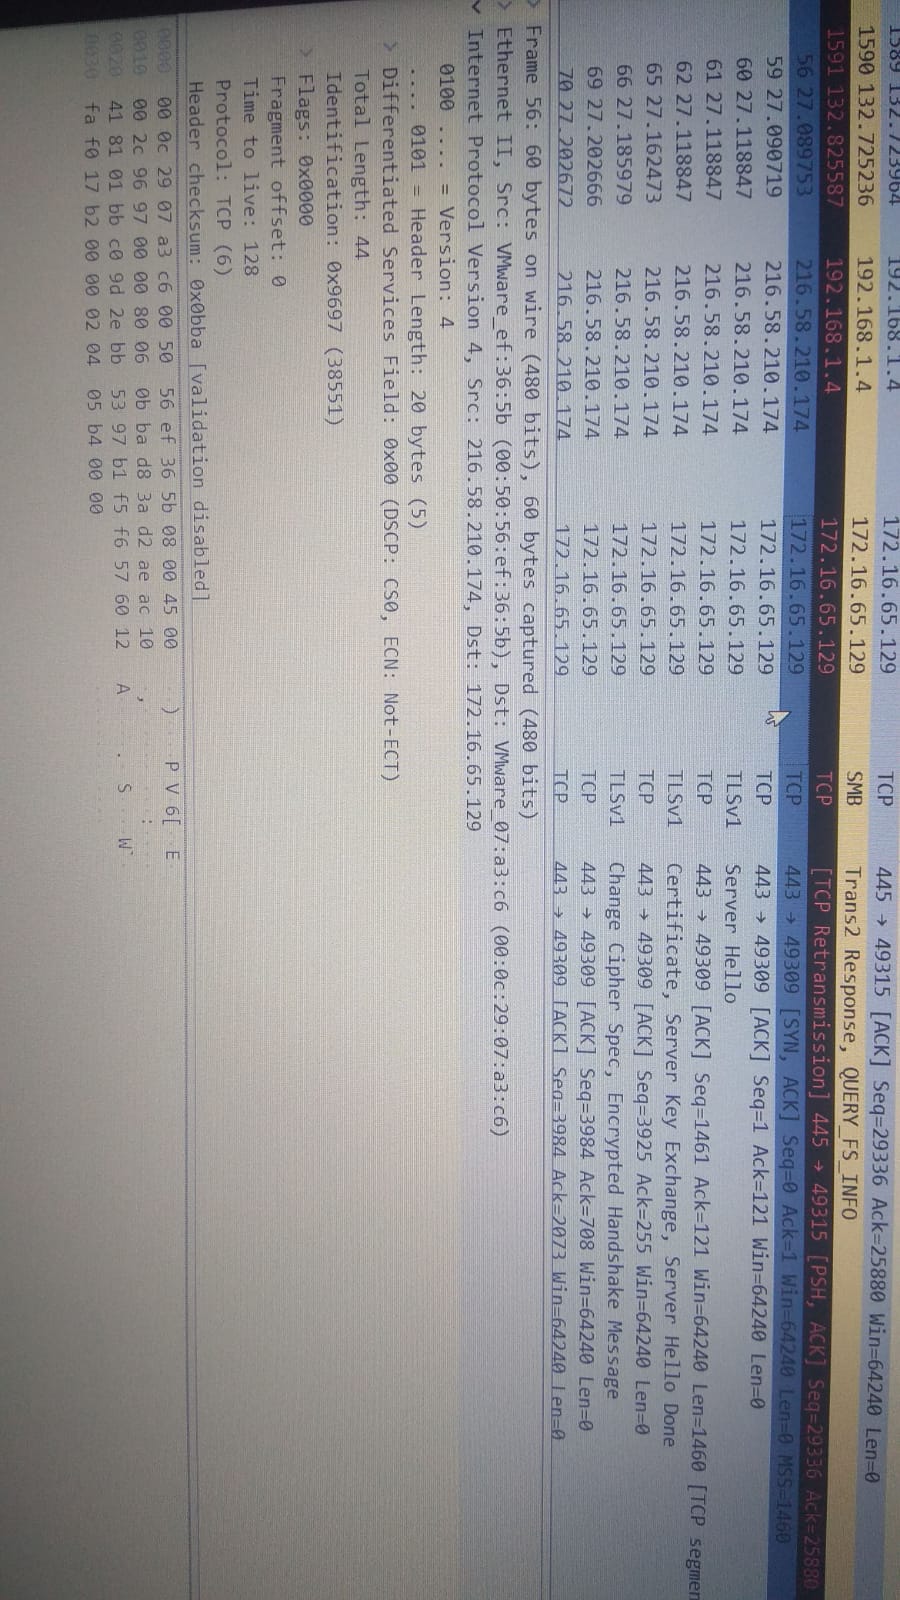 1589 132.723964 192.168.1.4 172.16.65.129 TCP 445 → 49315 [ACK] Seq=29336 Ack=25880 Win=64240 Len=0
1590 132.725236 192.168.1.4 172.16.65.129 SMB Trans2 Response, QUERY_FS_INFO
1591 132.825587 192.168.1.4 172.16.65.129 TCP [TCP Retransmission] 445 → 49315 [PSH, ACK] Seq=29336 Ack=25880
56 27.089753 216.58.210.174 172.16.65.129 TCP 443 → 49309 [SYN, ACK] Seq=0 Ack=1 Win=64240 Len=0 MSS=1460
59 27.090719 216.58.210.174 172.16.65.129 TCP 443 → 49309 [ACK] Seq=1 Ack=121 Win=64240 Len=0
60 27.118847 216.58.210.174 172.16.65.129 TLSv1 Server Hello
61 27.118847 216.58.210.174 172.16.65.129 TCP 443 → 49309 [ACK] Seq=1461 Ack=121 Win=64240 Len=1460 [TCP segmen
62 27.118847 216.58.210.174 172.16.65.129 TLSv1 Certificate, Server Key Exchange, Server Hello Done
65 27.162473 216.58.210.174 172.16.65.129 TCP 443 → 49309 [ACK] Seq=3925 Ack=255 Win=64240 Len=0
66 27.185979 216.58.210.174 172.16.65.129 TLSv1 Change Cipher Spec, Encrypted Handshake Message
69 27.202666 216.58.210.174 172.16.65.129 TCP 443 → 49309 [ACK] Seq=3984 Ack=708 Win=64240 Len=0
70 27.202672 216.58.210.174 172.16.65.129 TCP 443 → 49309 [ACK] Seq=3984 Ack=2073 Win=64240 Len=0
> Frame 56: 60 bytes on wire (480 bits), 60 bytes captured (480 bits)
> Ethernet II, Src: VMware_ef:36:5b (00:50:56:ef:36:5b), Dst: VMware_07:a3:c6 (00:0c:29:07:a3:c6)
v Internet Protocol Version 4, Src: 216.58.210.174, Dst: 172.16.65.129
0100 .... = Version: 4
.... 0101 = Header Length: 20 bytes (5)
> Differentiated Services Field: 0x00 (DSCP: CS0, ECN: Not-ECT)
Total Length: 44
Identification: 0x9697 (38551)
> Flags: 0x0000
Fragment offset: 0
Time to live: 128
Protocol: TCP (6)
Header checksum: 0x0bba [validation disabled]
0000 00 0c 29 07 a3 c6 00 50 56 ef 36 5b 08 00 45 00 ··)····P V·6[··E·
0010 00 2c 96 97 00 00 80 06 0b ba d8 3a d2 ae ac 10 ·,······ ···:····
0020 41 81 01 bb c0 9d 2e bb 53 97 b1 f5 f6 57 60 12 A·····.· S····W`·
0030 fa f0 17 b2 00 00 02 04 05 b4 00 00